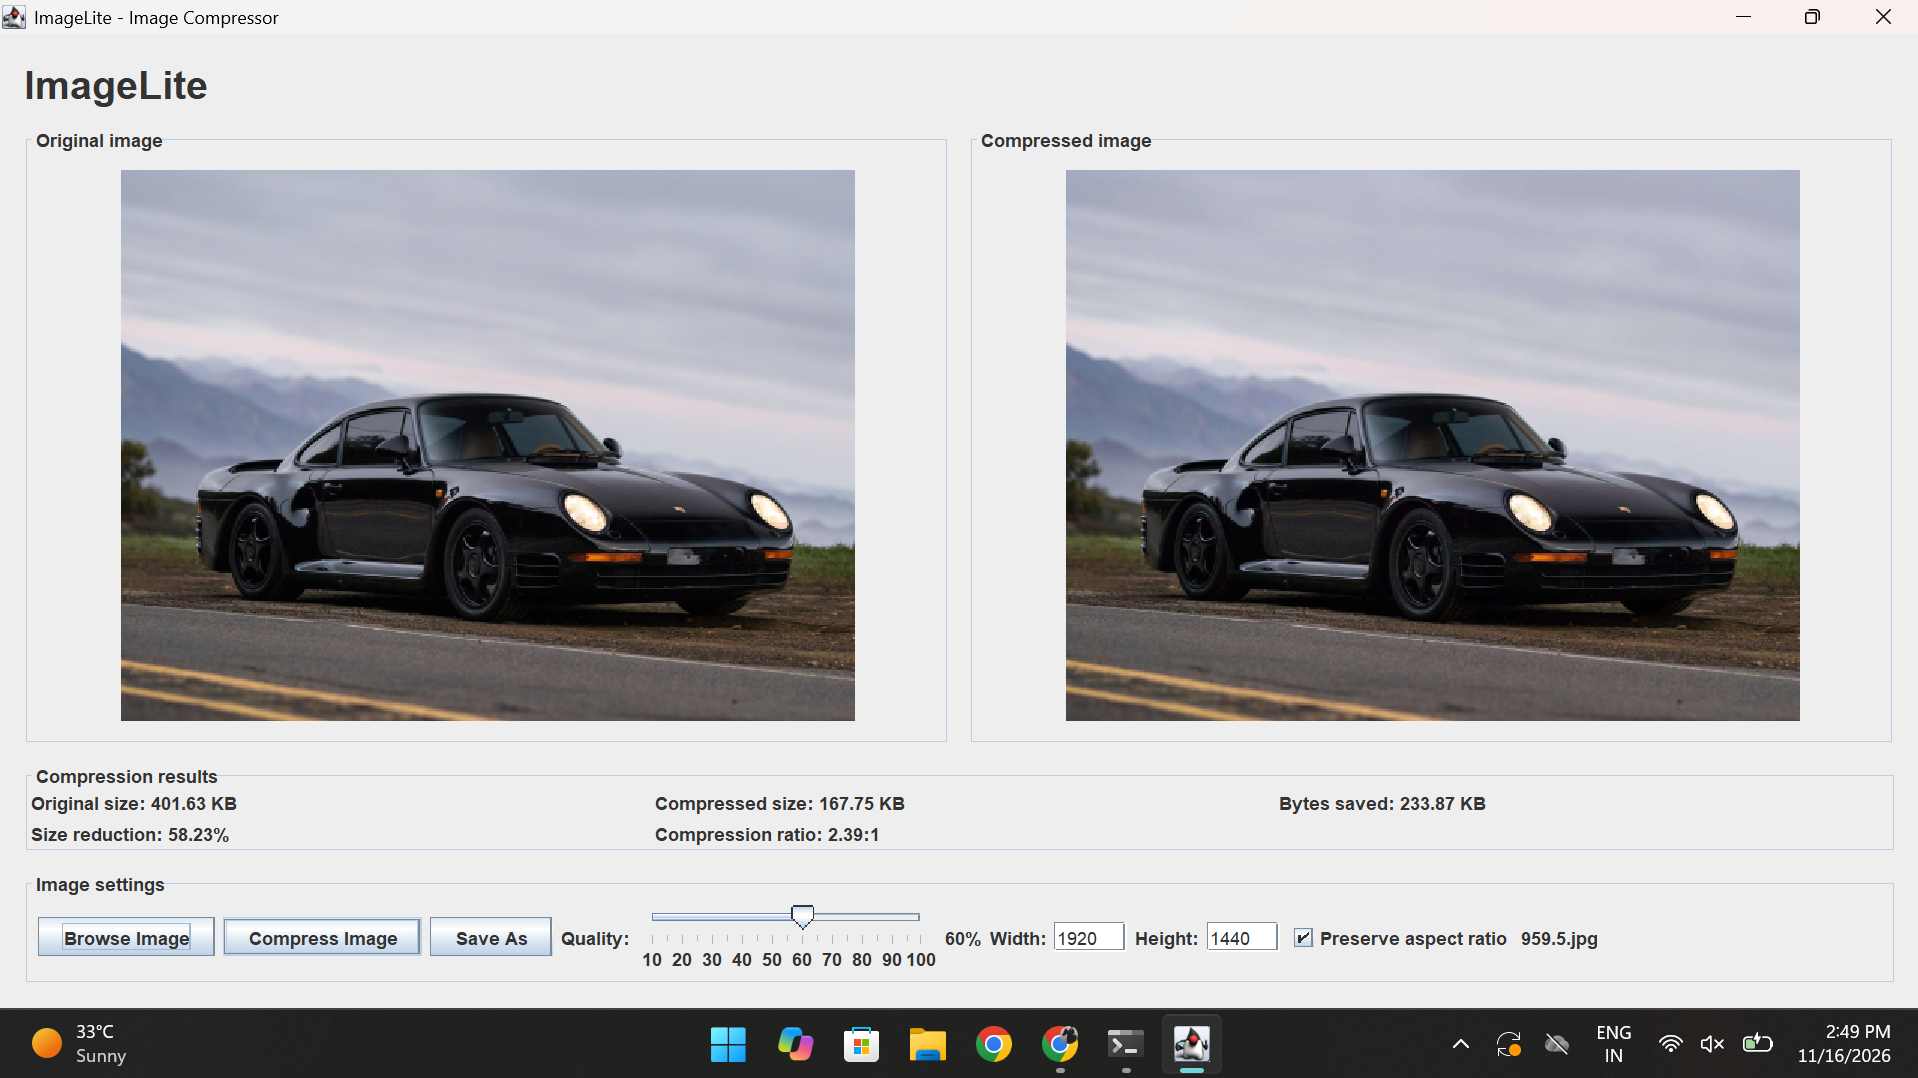 ImageLite - Image Compressor
ImageLite
Original image
Compressed image
Compression results
Original size: 401.63 KB
Compressed size: 167.75 KB
Bytes saved: 233.87 KB
Size reduction: 58.23%
Compression ratio: 2.39:1
Image settings
Browse Image
Compress Image
Save As
Quality:
10 20 30 40 50 60 70 80 90 100
60%
Width: 1920
Height: 1440
Preserve aspect ratio
959.5.jpg
33°C
Sunny
ENG
IN
2:49 PM
11/16/2026